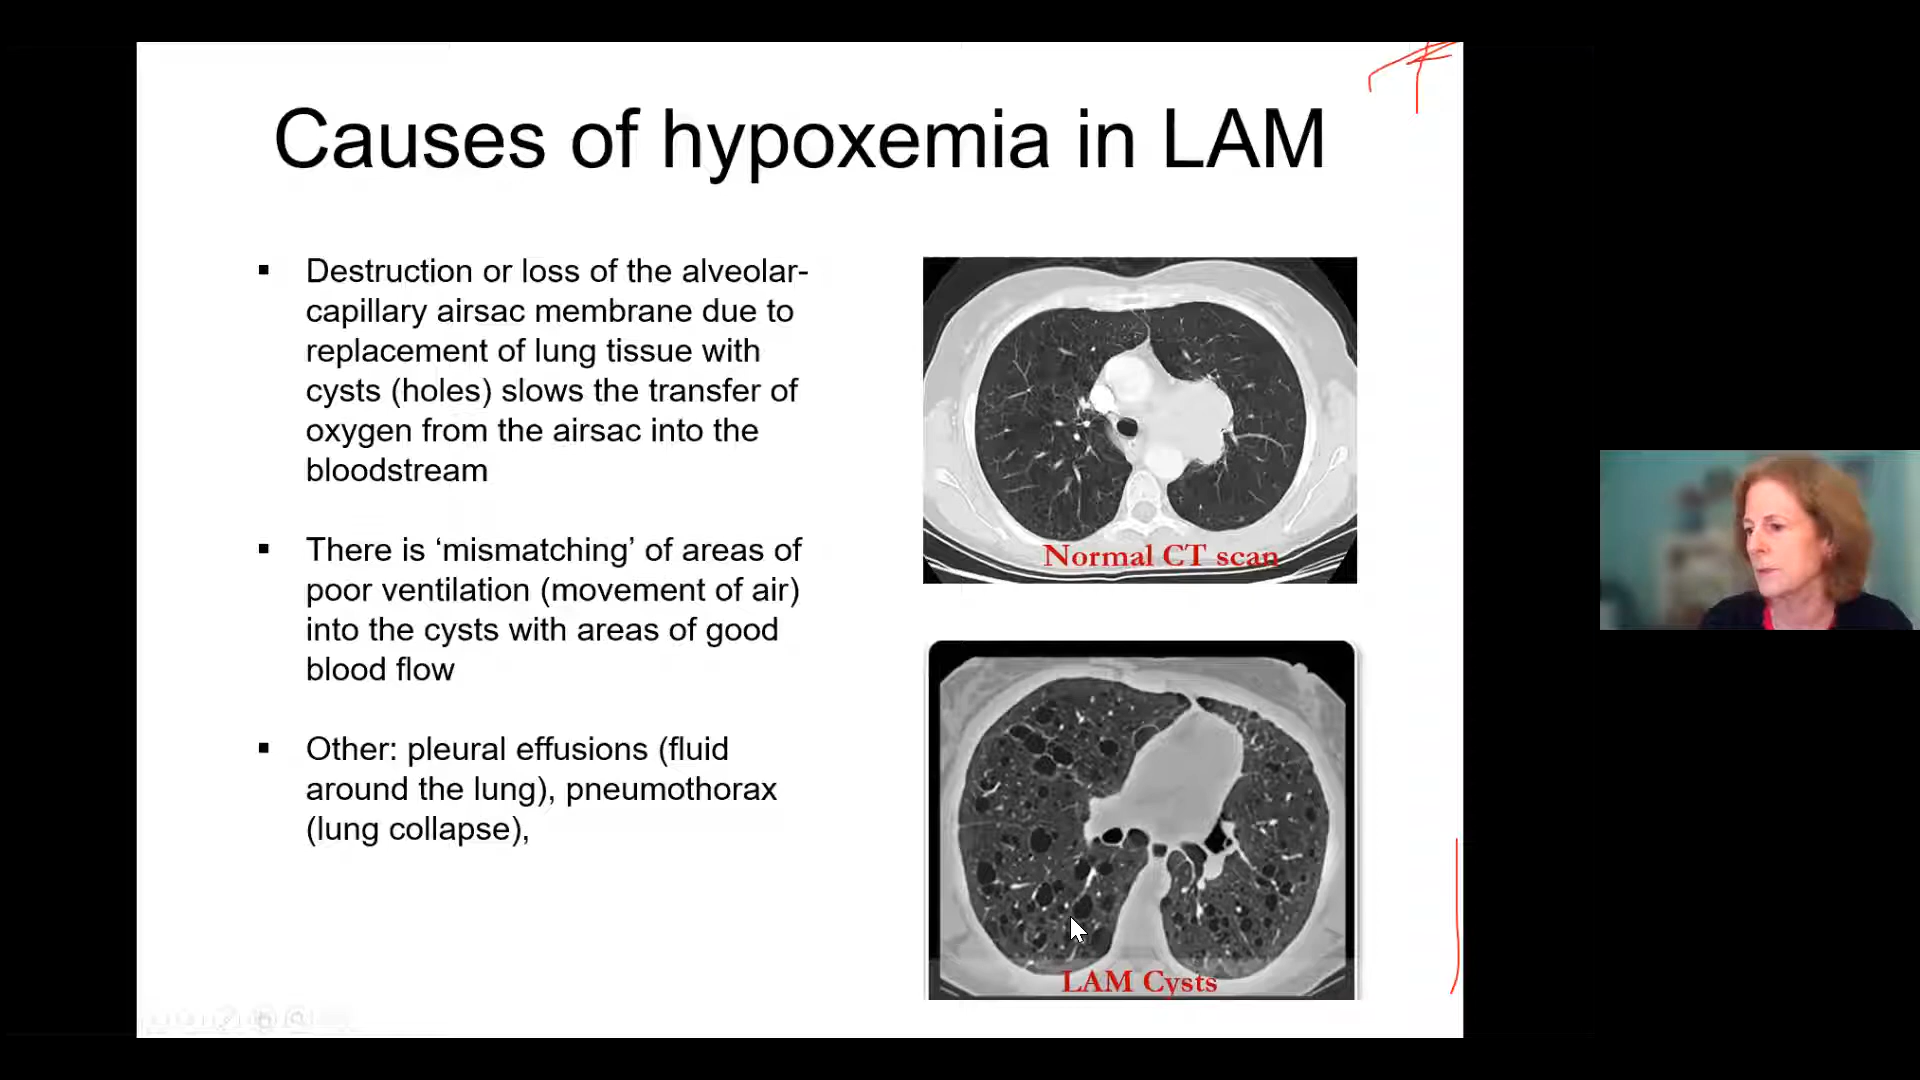 Causes of hypoxemia in LAM
▪ Destruction or loss of the alveolar-
capillary airsac membrane due to
replacement of lung tissue with
cysts (holes) slows the transfer of
oxygen from the airsac into the
bloodstream
▪ There is ‘mismatching’ of areas of
poor ventilation (movement of air)
into the cysts with areas of good
blood flow
▪ Other: pleural effusions (fluid
around the lung), pneumothorax
(lung collapse),
Normal CT scan
LAM Cysts